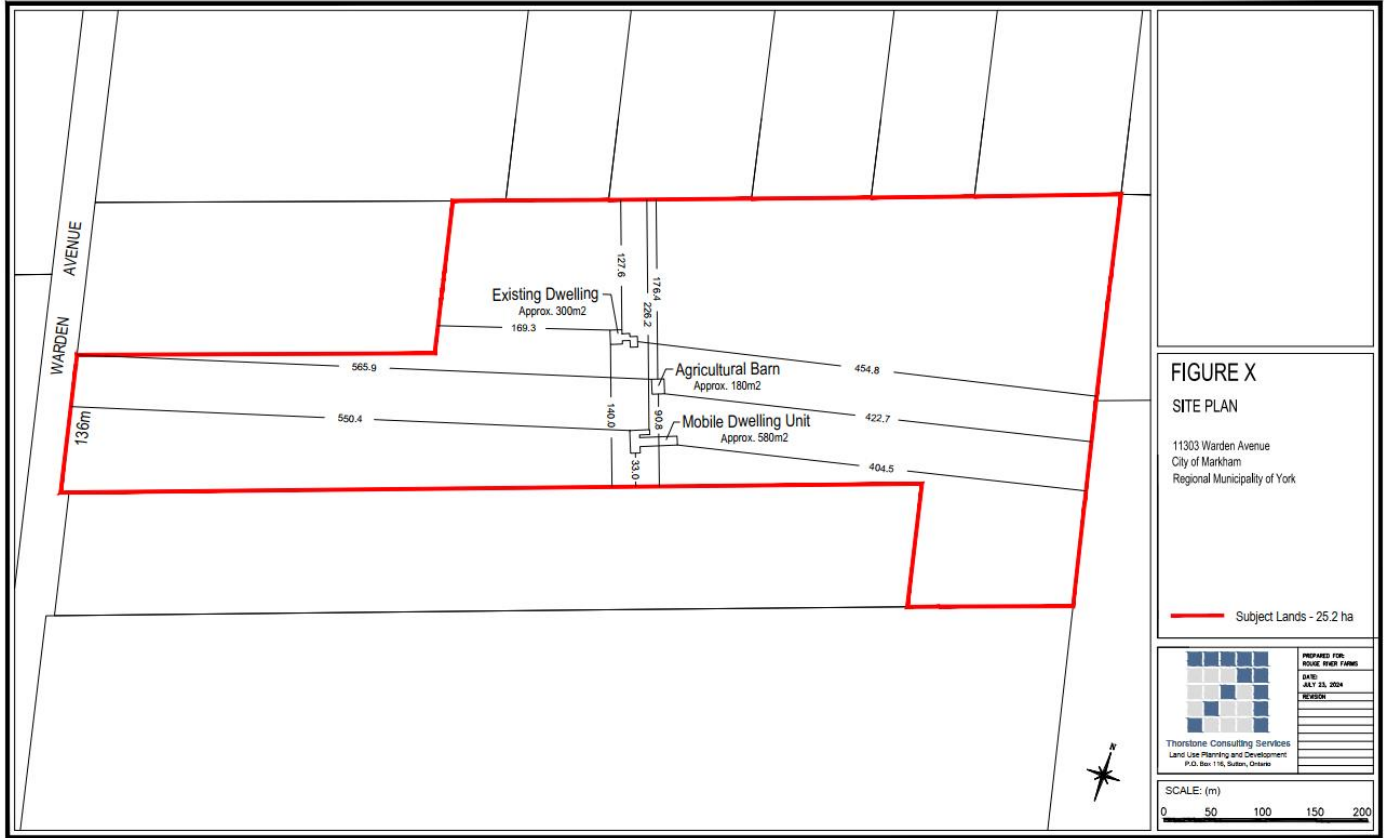 WARDEN AVENUE
136m
Existing Dwelling
Approx. 300m2
127.6
176.4
226.2
169.3
565.9
550.4
454.8
Agricultural Barn
Approx. 180m2
422.7
140.0
90.8
Mobile Dwelling Unit
Approx. 580m2
33.0
404.5
FIGURE X
SITE PLAN
11303 Warden Avenue
City of Markham
Regional Municipality of York
Subject Lands - 25.2 ha
Thorstone Consulting Services
Land Use Planning and Development
P.O. Box 116, Sutton, Ontario
PREPARED FOR:
ROUGE RIVER FARMS
DATE:
JULY 23, 2024
REVISION
N
SCALE: (m)
0 50 100 150 200